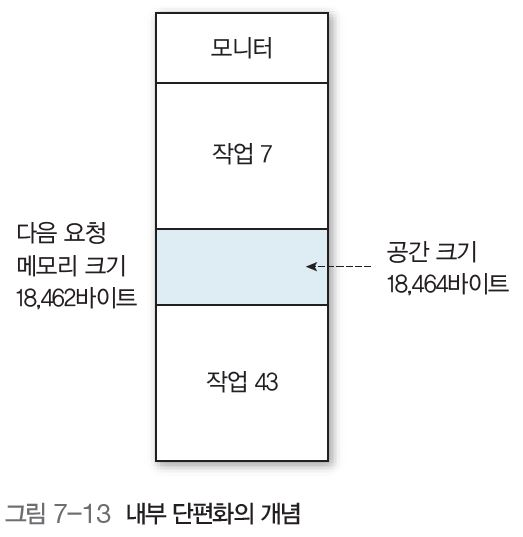 모니터
작업 7
다음 요청
메모리 크기
18,462바이트
공간 크기
18,464바이트
작업 43
그림 7-13 내부 단편화의 개념